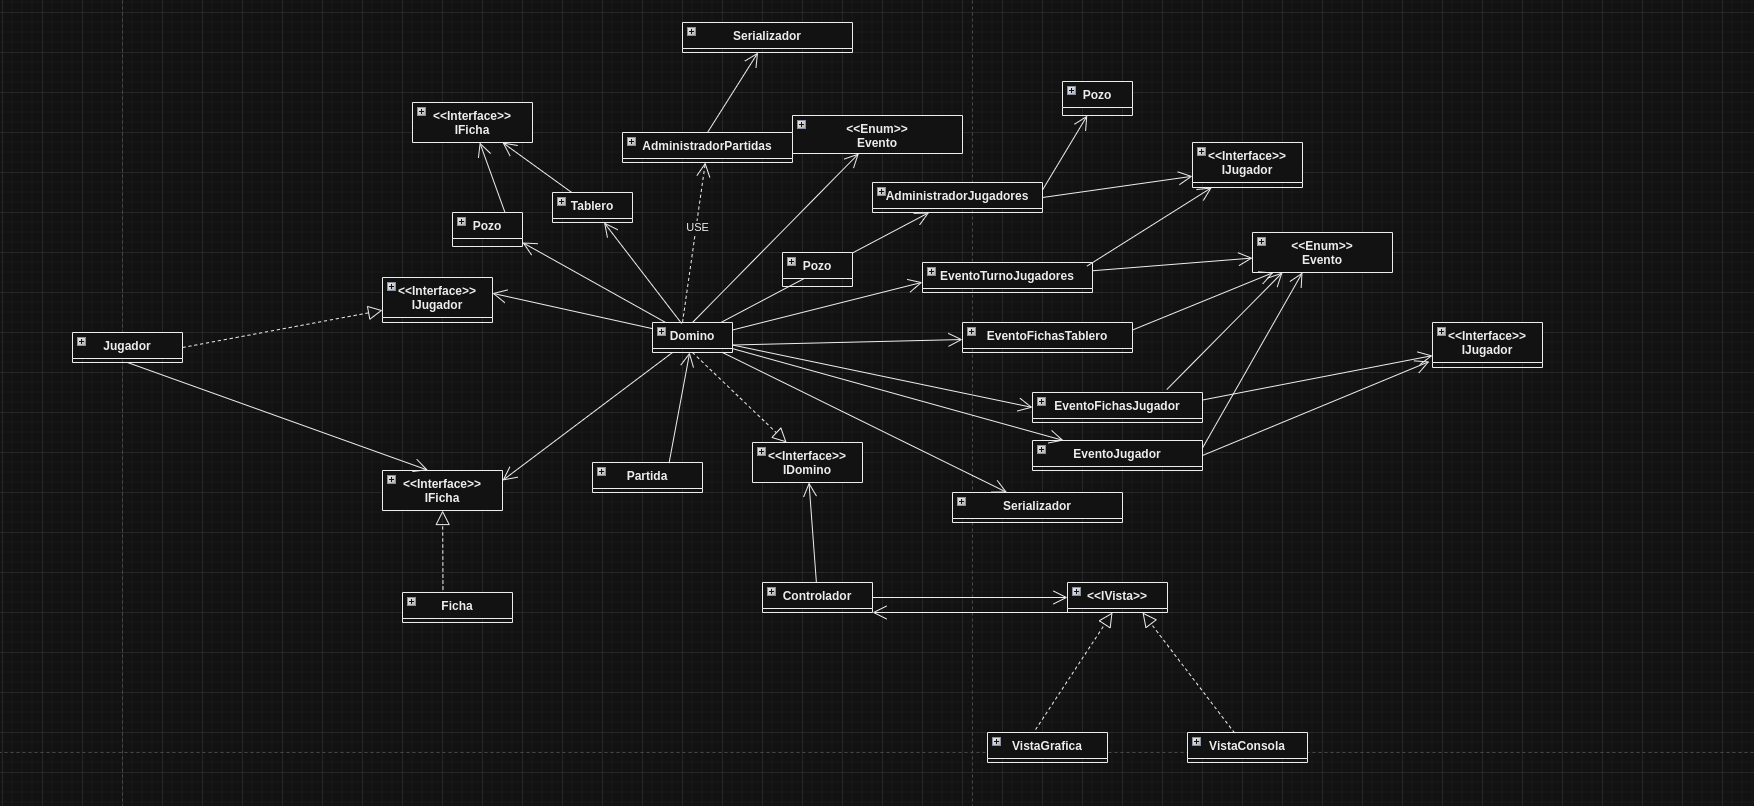 Serializador
Pozo
<<Interface>>
IFicha
<<Enum>>
Evento
AdministradorPartidas
<<Interface>>
IJugador
AdministradorJugadores
Tablero
Pozo
USE
<<Enum>>
Evento
Pozo
EventoTurnoJugadores
<<Interface>>
IJugador
Jugador
Domino
EventoFichasTablero
<<Interface>>
IJugador
EventoFichasJugador
EventoJugador
<<Interface>>
IDomino
Partida
<<Interface>>
IFicha
Serializador
Ficha
Controlador
<<IVista>>
VistaGrafica
VistaConsola